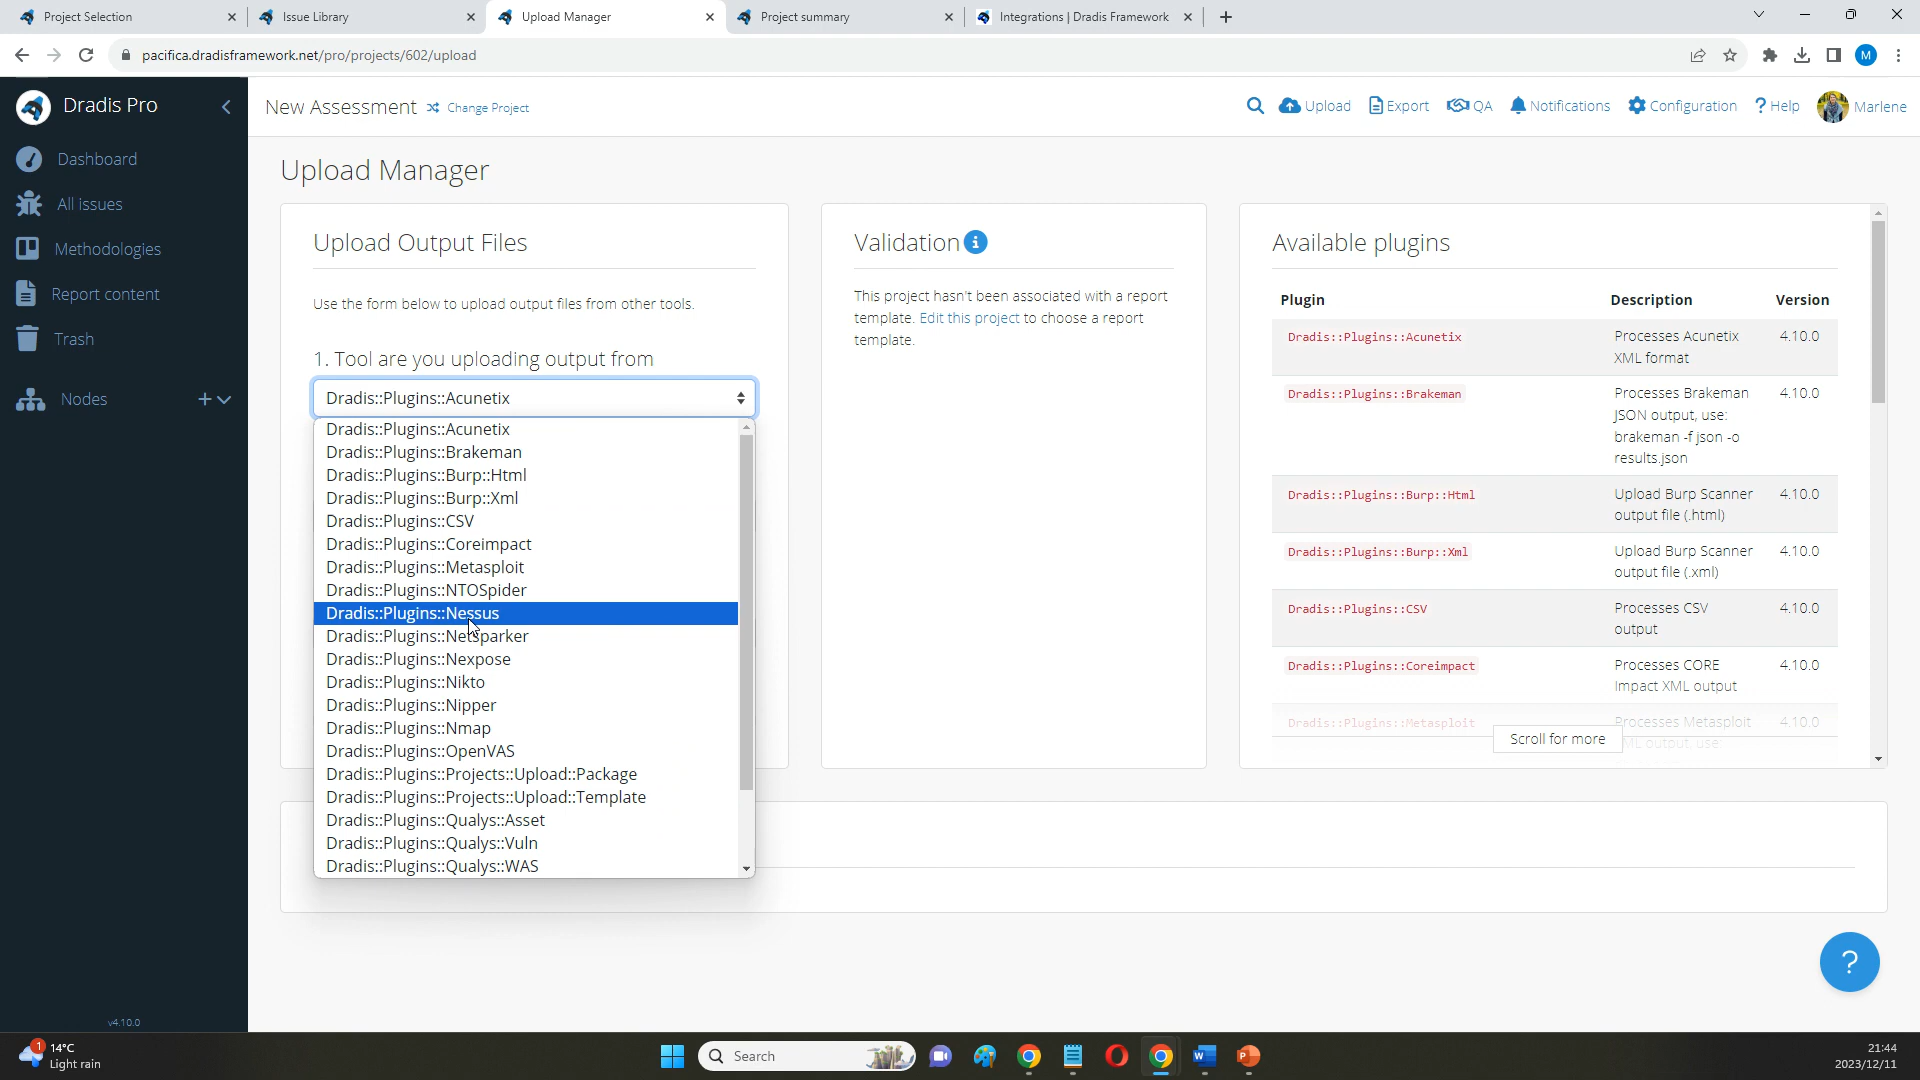 Project Selection
Issue Library
Upload Manager
Project summary
Integrations | Dradis Framework
pacifica.dradisframework.net/pro/projects/602/upload
M
Dradis Pro
New Assessment Change Project
Upload
Export
QA
Notifications
Configuration
? Help
Marlene
Dashboard
All issues
Methodologies
Report content
Trash
Nodes
v4.10.0
Upload Manager
Upload Output Files
Use the form below to upload output files from other tools.
1. Tool are you uploading output from
Dradis::Plugins::Acunetix
Dradis::Plugins::Acunetix
Dradis::Plugins::Brakeman
Dradis::Plugins::Burp::Html
Dradis::Plugins::Burp::Xml
Dradis::Plugins::CSV
Dradis::Plugins::Coreimpact
Dradis::Plugins::Metasploit
Dradis::Plugins::NTOSpider
Dradis::Plugins::Nessus
Dradis::Plugins::Netsparker
Dradis::Plugins::Nexpose
Dradis::Plugins::Nikto
Dradis::Plugins::Nipper
Dradis::Plugins::Nmap
Dradis::Plugins::OpenVAS
Dradis::Plugins::Projects::Upload::Package
Dradis::Plugins::Projects::Upload::Template
Dradis::Plugins::Qualys::Asset
Dradis::Plugins::Qualys::Vuln
Dradis::Plugins::Qualys::WAS
Validation
This project hasn't been associated with a report
template. Edit this project to choose a report
template.
Available plugins
Plugin Description Version
Dradis::Plugins::Acunetix Processes Acunetix 4.10.0
XML format
Dradis::Plugins::Brakeman Processes Brakeman 4.10.0
JSON output, use:
brakeman -f json -o
results.json
Dradis::Plugins::Burp::Html Upload Burp Scanner 4.10.0
output file (.html)
Dradis::Plugins::Burp::Xml Upload Burp Scanner 4.10.0
output file (.xml)
Dradis::Plugins::CSV Processes CSV 4.10.0
output
Dradis::Plugins::Coreimpact Processes CORE 4.10.0
Impact XML output
Dradis::Plugins::Metasploit Processes Metasploit 4.10.0
Scroll for more
output, use:
?
1
14°C
Light rain
Search
21:44
2023/12/11